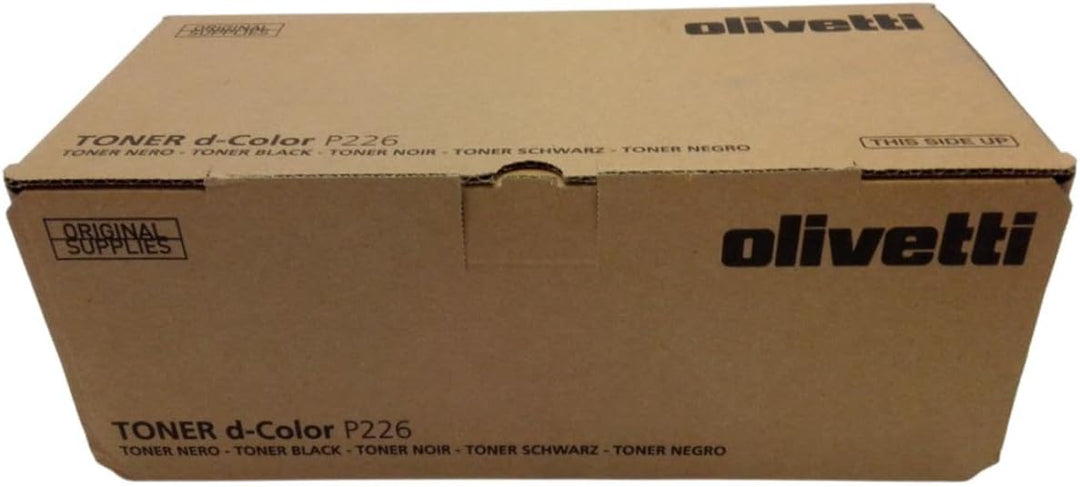 ORIGINAL
SUPPLIES
olivetti
TONER d-Color P226
TONER NERO - TONER BLACK - TONER NOIR - TONER SCHWARZ - TONER NEGRO
THIS SIDE UP
ORIGINAL
SUPPLIES
olivetti
TONER d-Color P226
TONER NERO - TONER BLACK - TONER NOIR - TONER SCHWARZ - TONER NEGRO